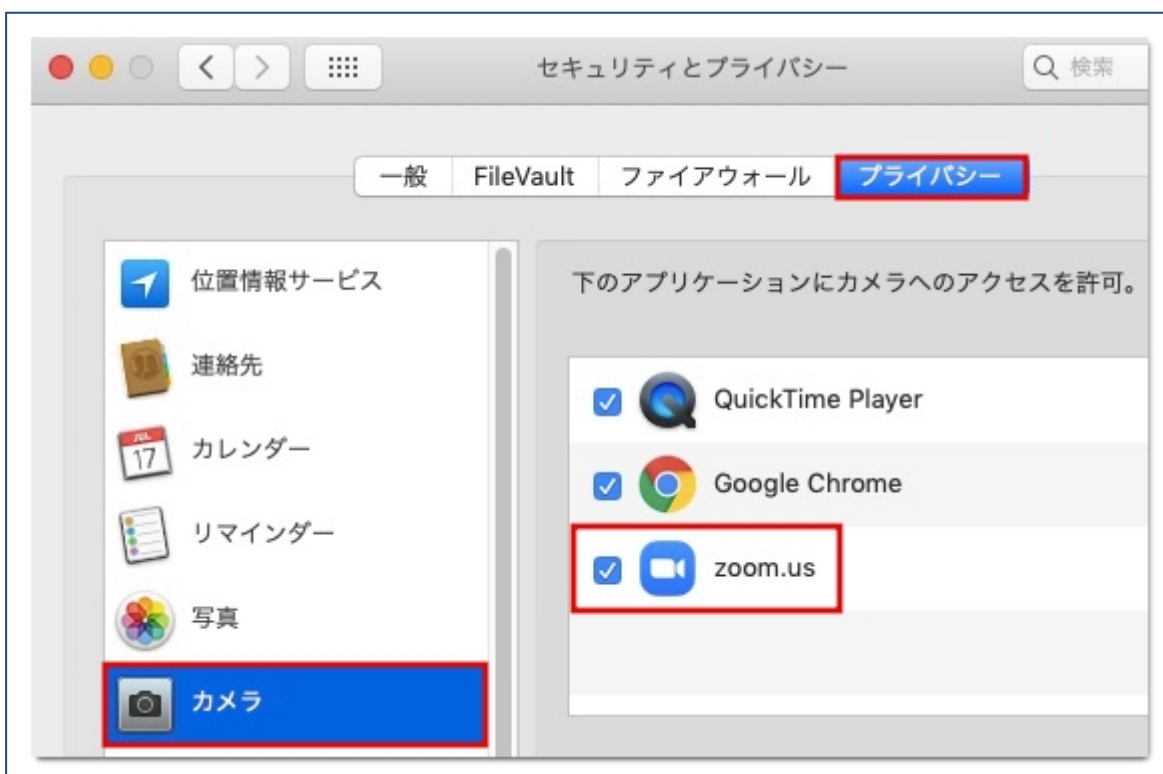 セキュリティとプライバシー
検索
一般 FileVault ファイアウォール プライバシー
位置情報サービス
連絡先
JUL
17
カレンダー
リマインダー
写真
カメラ
下のアプリケーションにカメラへのアクセスを許可。
QuickTime Player
Google Chrome
zoom.us